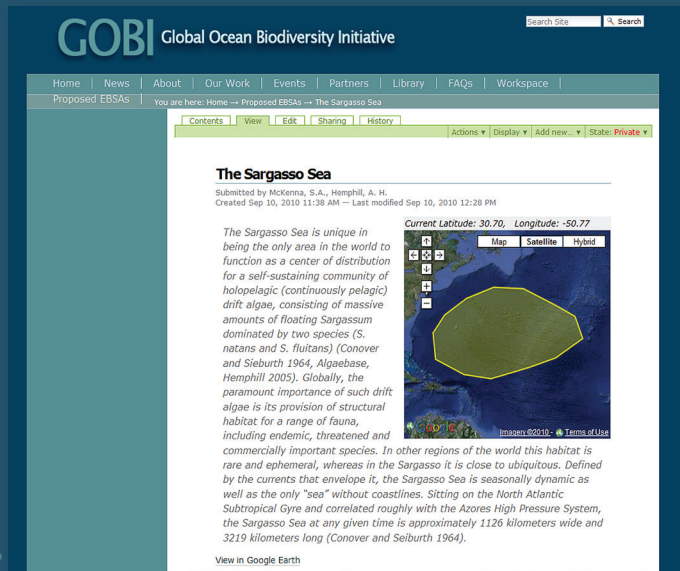 GOBI Global Ocean Biodiversity Initiative
Search Site
Search
Home News About Our Work Events Partners Library FAQs Workspace
Proposed EBSAs
You are here: Home → Proposed EBSAs → The Sargasso Sea
Contents View Edit Sharing History
Actions ▼ Display ▼ Add new... ▼ State: Private ▼
The Sargasso Sea
Submitted by McKenna, S.A., Hemphill, A. H.
Created Sep 10, 2010 11:38 AM — Last modified Sep 10, 2010 12:28 PM
Current Latitude: 30.70, Longitude: -50.77
Map Satellite Hybrid
Google
Imagery ©2010 - Terms of Use
The Sargasso Sea is unique in
being the only area in the world to
function as a center of distribution
for a self-sustaining community of
holopelagic (continuously pelagic)
drift algae, consisting of massive
amounts of floating Sargassum
dominated by two species (S.
natans and S. fluitans) (Conover
and Sieburth 1964, Algaebase,
Hemphill 2005). Globally, the
paramount importance of such drift
algae is its provision of structural
habitat for a range of fauna,
including endemic, threatened and
commercially important species. In other regions of the world this habitat is
rare and ephemeral, whereas in the Sargasso it is close to ubiquitous. Defined
by the currents that envelope it, the Sargasso Sea is seasonally dynamic as
well as the only "sea" without coastlines. Sitting on the North Atlantic
Subtropical Gyre and correlated roughly with the Azores High Pressure System,
the Sargasso Sea at any given time is approximately 1126 kilometers wide and
3219 kilometers long (Conover and Seiburth 1964).
View in Google Earth